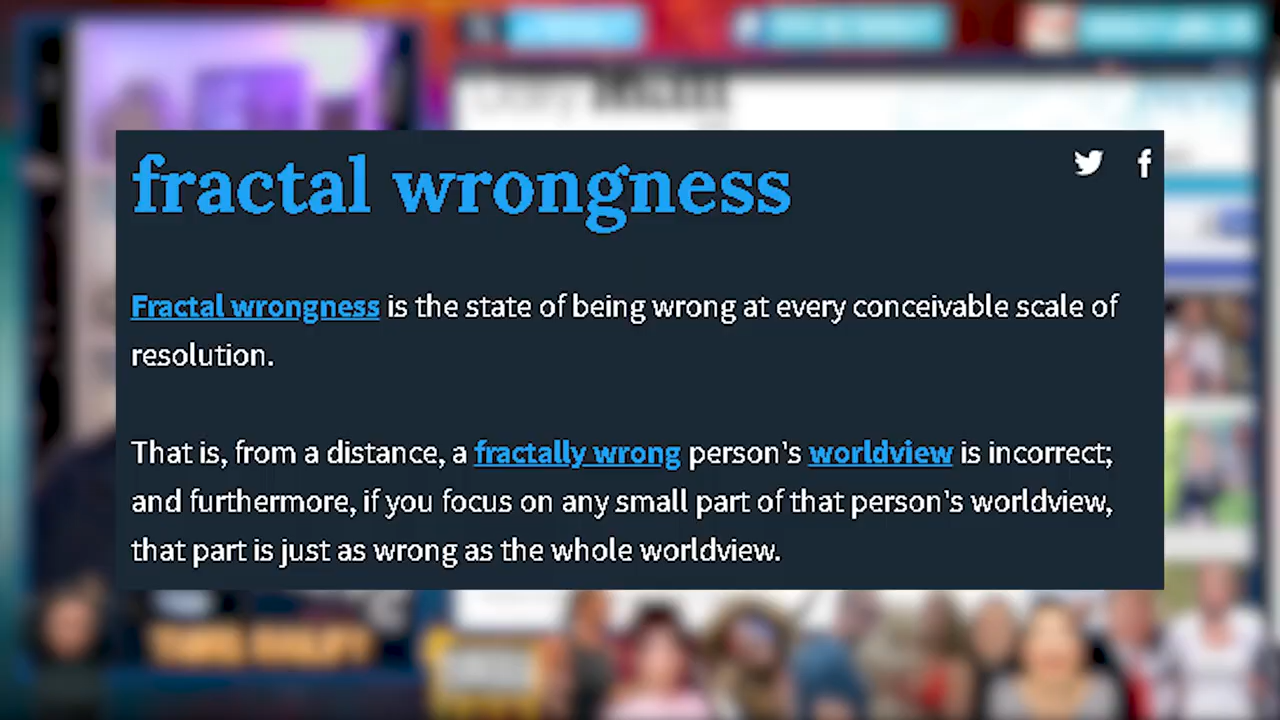 fractal wrongness
Fractal wrongness is the state of being wrong at every conceivable scale of
resolution.
That is, from a distance, a fractally wrong person's worldview is incorrect;
and furthermore, if you focus on any small part of that person's worldview,
that part is just as wrong as the whole worldview.